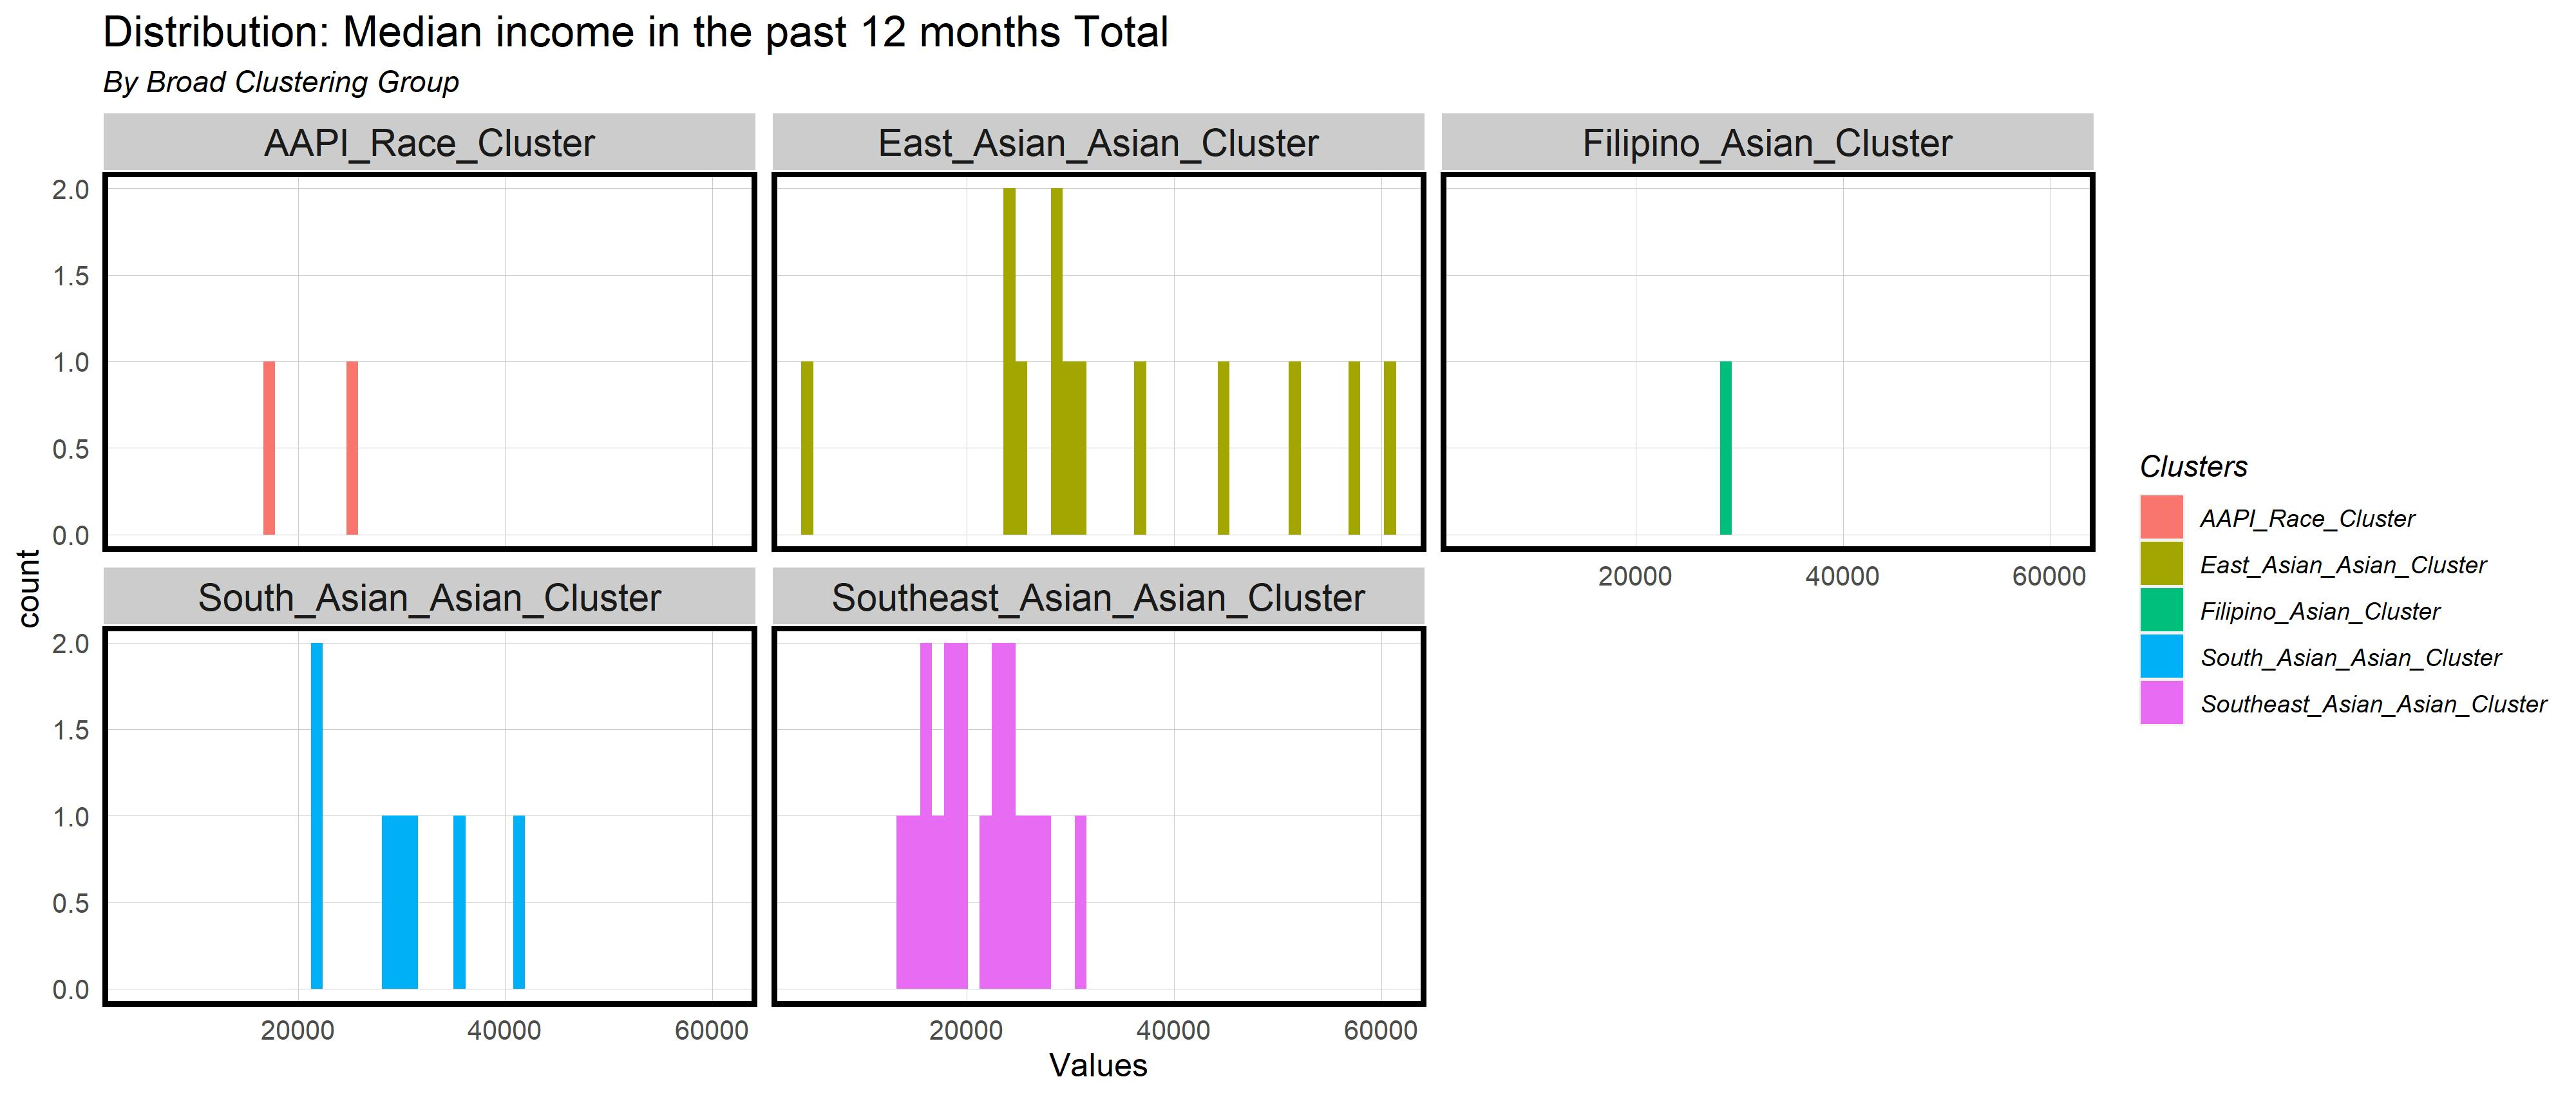 Distribution: Median income in the past 12 months Total
By Broad Clustering Group
AAPI_Race_Cluster
East_Asian_Asian_Cluster
Filipino_Asian_Cluster
2.0
1.5
1.0
0.5
0.0
20000 40000 60000
South_Asian_Asian_Cluster
Southeast_Asian_Asian_Cluster
2.0
1.5
1.0
0.5
0.0
20000 40000 60000
20000 40000 60000
count
Values
Clusters
AAPI_Race_Cluster
East_Asian_Asian_Cluster
Filipino_Asian_Cluster
South_Asian_Asian_Cluster
Southeast_Asian_Asian_Cluster